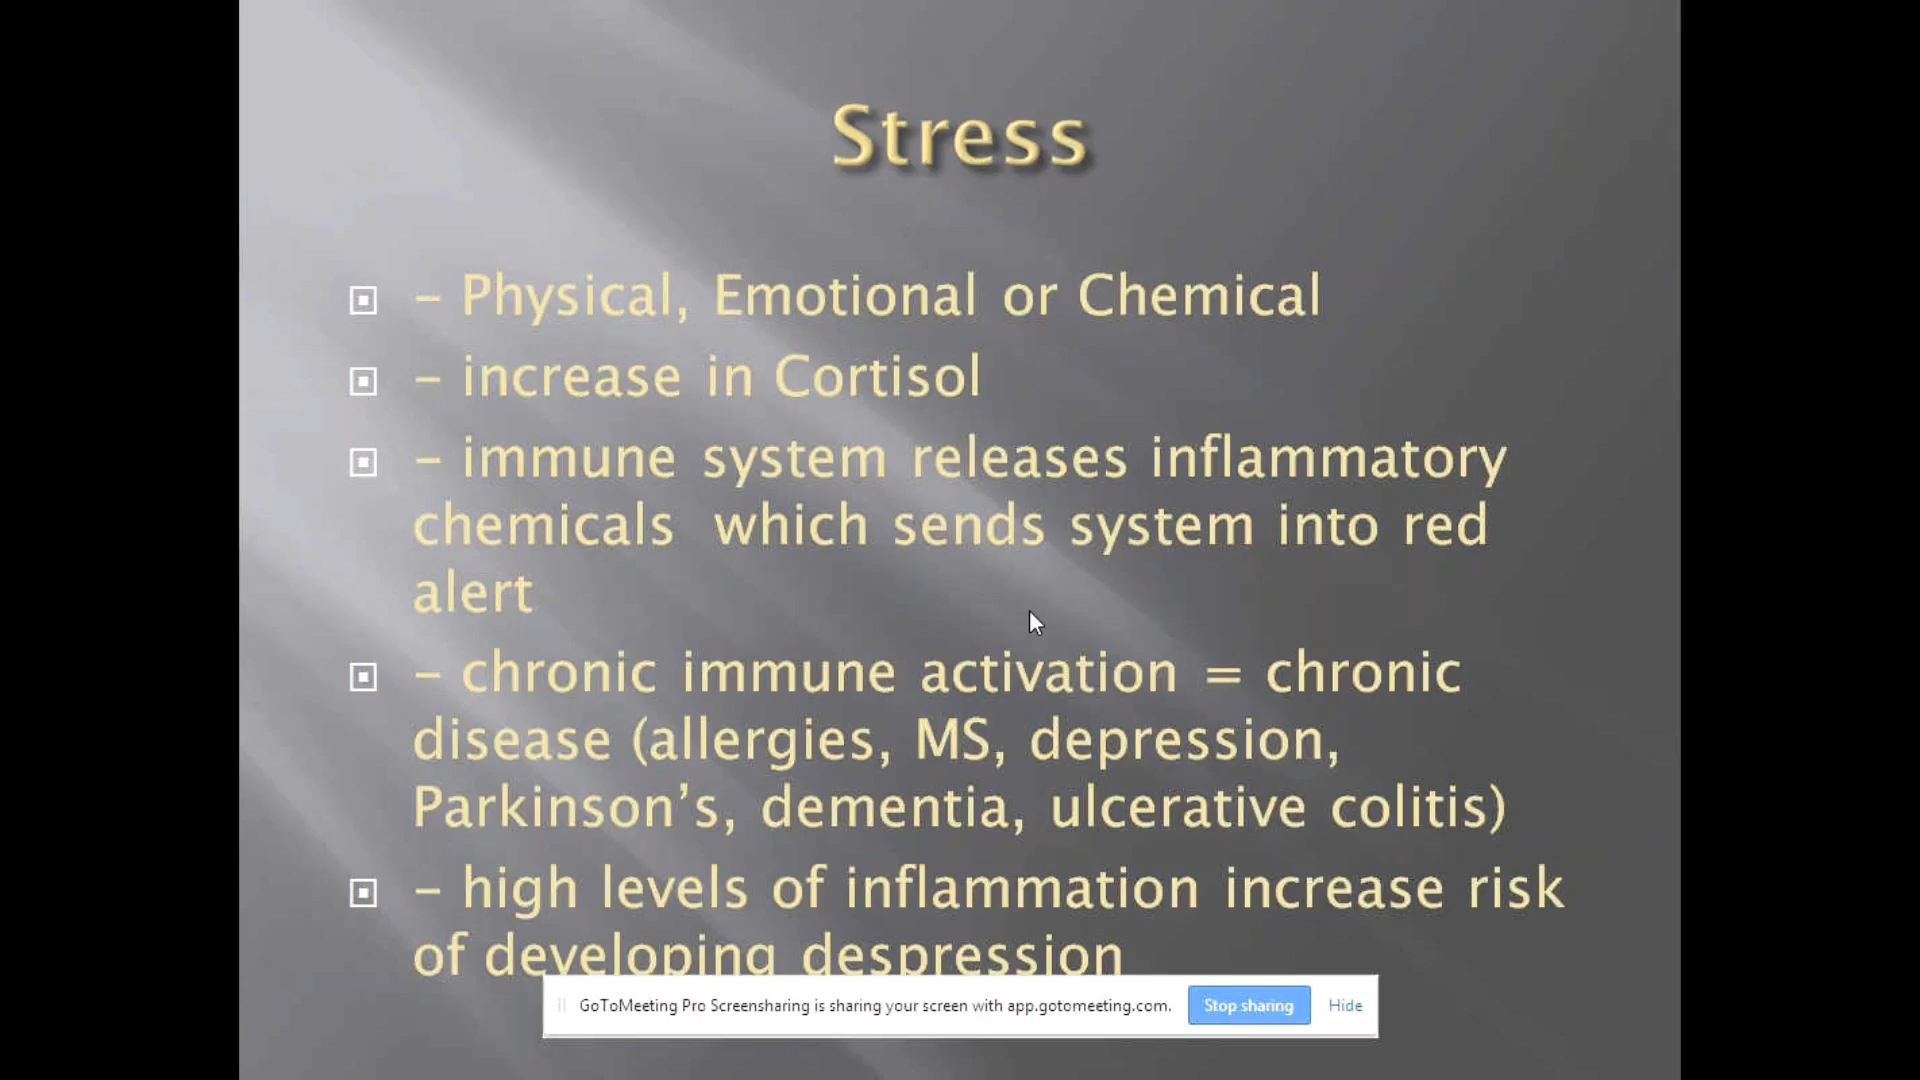 Stress
– Physical, Emotional or Chemical
– increase in Cortisol
– immune system releases inflammatory
chemicals which sends system into red
alert
– chronic immune activation = chronic
disease (allergies, MS, depression,
Parkinson’s, dementia, ulcerative colitis)
– high levels of inflammation increase risk
of developing despression
GoToMeeting Pro Screensharing is sharing your screen with app.gotomeeting.com. Stop sharing Hide